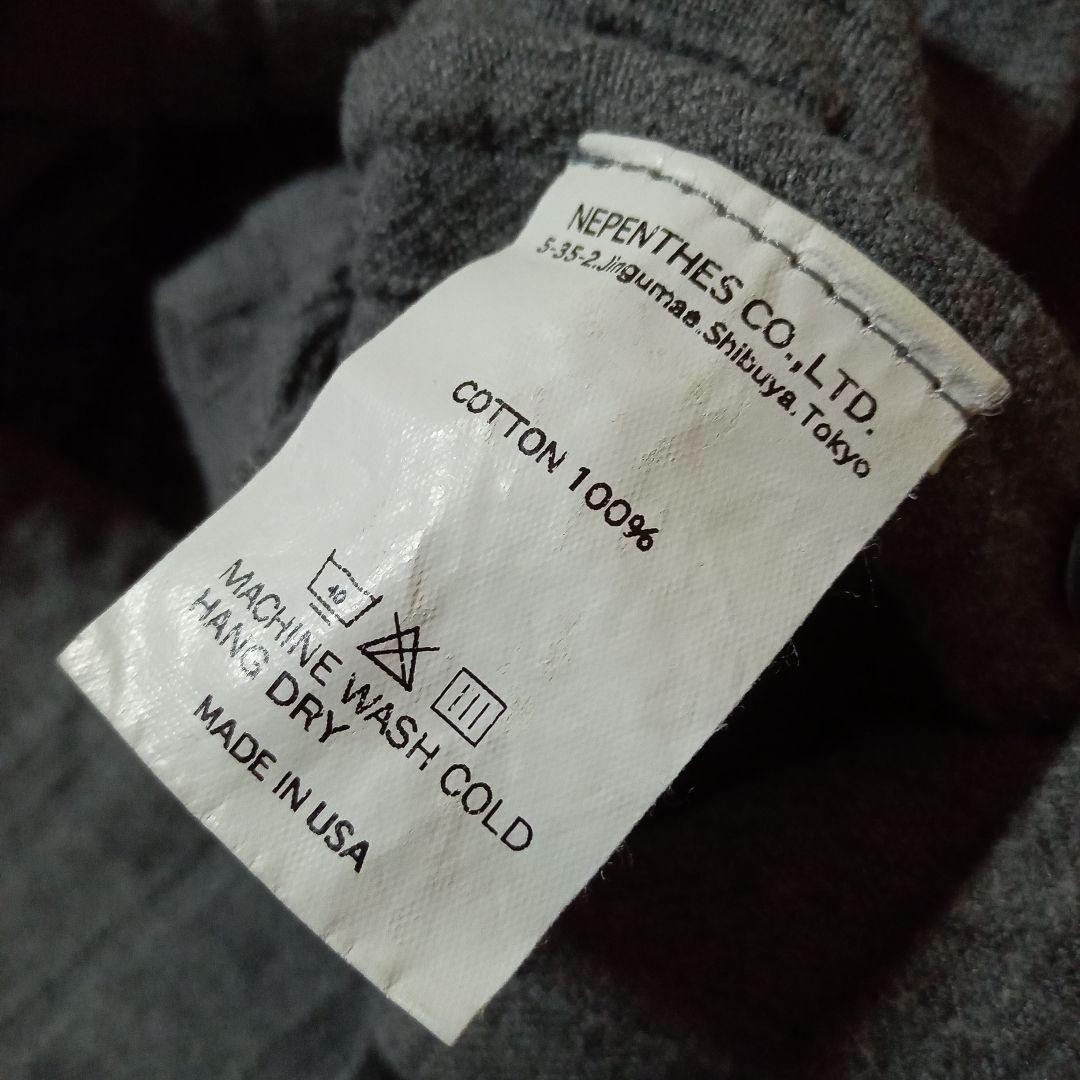 NEPENTHES CO.,LTD.
5-35-2.Jingumae.Shibuya.Tokyo
COTTON 100%
40
MACHINE WASH COLD
HANG DRY
MADE IN USA